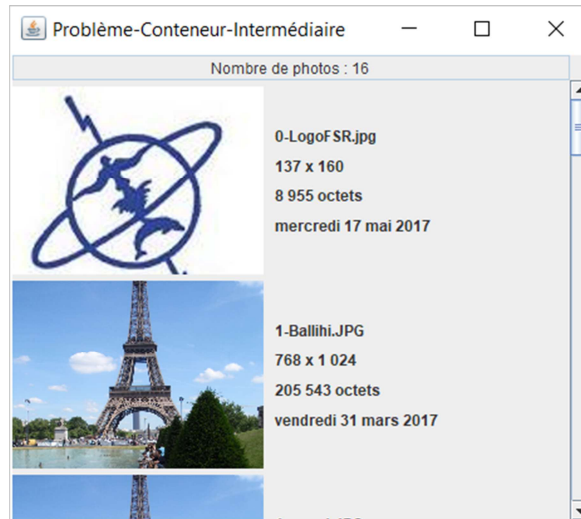 Problème-Conteneur-Intermédiaire
Nombre de photos : 16
0-LogoFSR.jpg
137 x 160
8 955 octets
mercredi 17 mai 2017
1-Ballihi.JPG
768 x 1 024
205 543 octets
vendredi 31 mars 2017